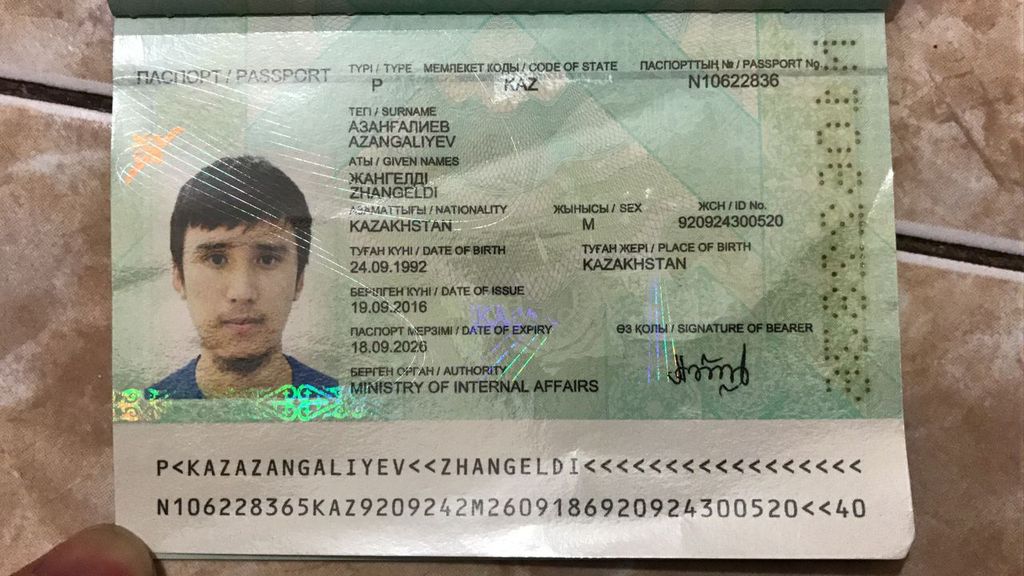 ПАСПОРТ / PASSPORT
ТҮРІ / TYPE МЕМЛЕКЕТ КОДЫ / CODE OF STATE ПАСПОРТТЫҢ № / PASSPORT №
P KAZ N10622836
ТЕГІ / SURNAME
АЗАНҒАЛИЕВ
AZANGALIYEV
АТЫ / GIVEN NAMES
ЖАНГЕЛДІ
ZHANGELDI
АЗАМАТТЫҒЫ / NATIONALITY ЖЫНЫСЫ / SEX ЖСН / ID No.
KAZAKHSTAN M 920924300520
ТУҒАН КҮНІ / DATE OF BIRTH ТУҒАН ЖЕРІ / PLACE OF BIRTH
24.09.1992 KAZAKHSTAN
БЕРІЛГЕН КҮНІ / DATE OF ISSUE
19.09.2016
ПАСПОРТ МЕРЗІМІ / DATE OF EXPIRY ӨЗ ҚОЛЫ / SIGNATURE OF BEARER
18.09.2026
БЕРГЕН ОРГАН / AUTHORITY
MINISTRY OF INTERNAL AFFAIRS
P<KAZAZANGALIYEV<<ZHANGELDI<<<<<<<<<<<<<<<<<
N106228365KAZ9209242M2609186920924300520<<40